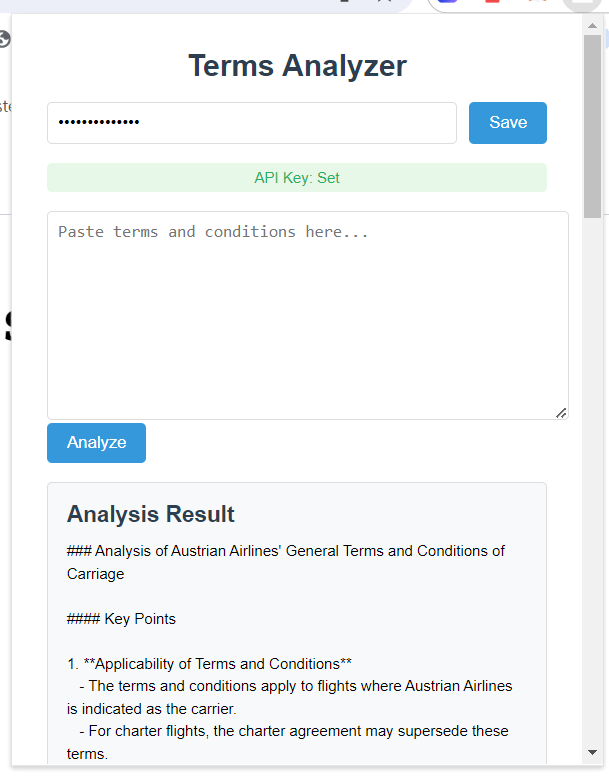 Terms Analyzer
••••••••••••••
Save
API Key: Set
Paste terms and conditions here...
Analyze
Analysis Result
### Analysis of Austrian Airlines' General Terms and Conditions of
Carriage
#### Key Points
1. **Applicability of Terms and Conditions**
- The terms and conditions apply to flights where Austrian Airlines
is indicated as the carrier.
- For charter flights, the charter agreement may supersede these
terms.